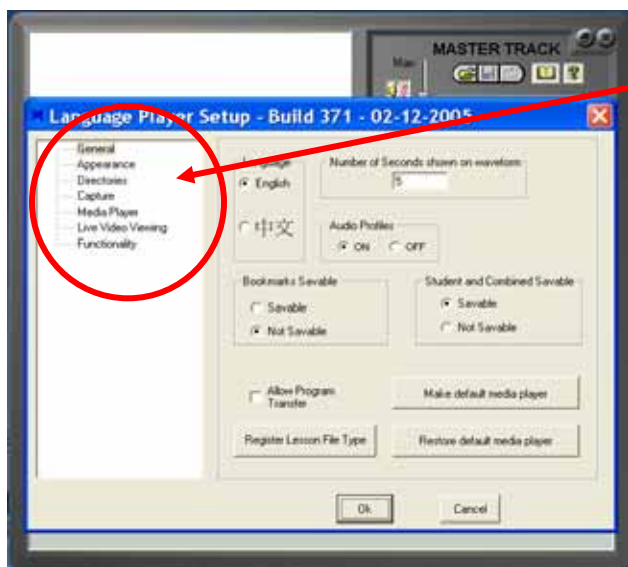 MASTER TRACK
Max
Language Player Setup - Build 371 - 02-12-2005
General
Appearance
Directories
Capture
Media Player
Live Video Viewing
Functionality
Language
English
中文
Number of Seconds shown on waveform
5
Audio Profiles
ON OFF
Bookmarks Savable
Savable
Not Savable
Student and Combined Savable
Savable
Not Savable
Allow Program
Transfer
Make default media player
Register Lesson File Type
Restore default media player
Ok
Cancel